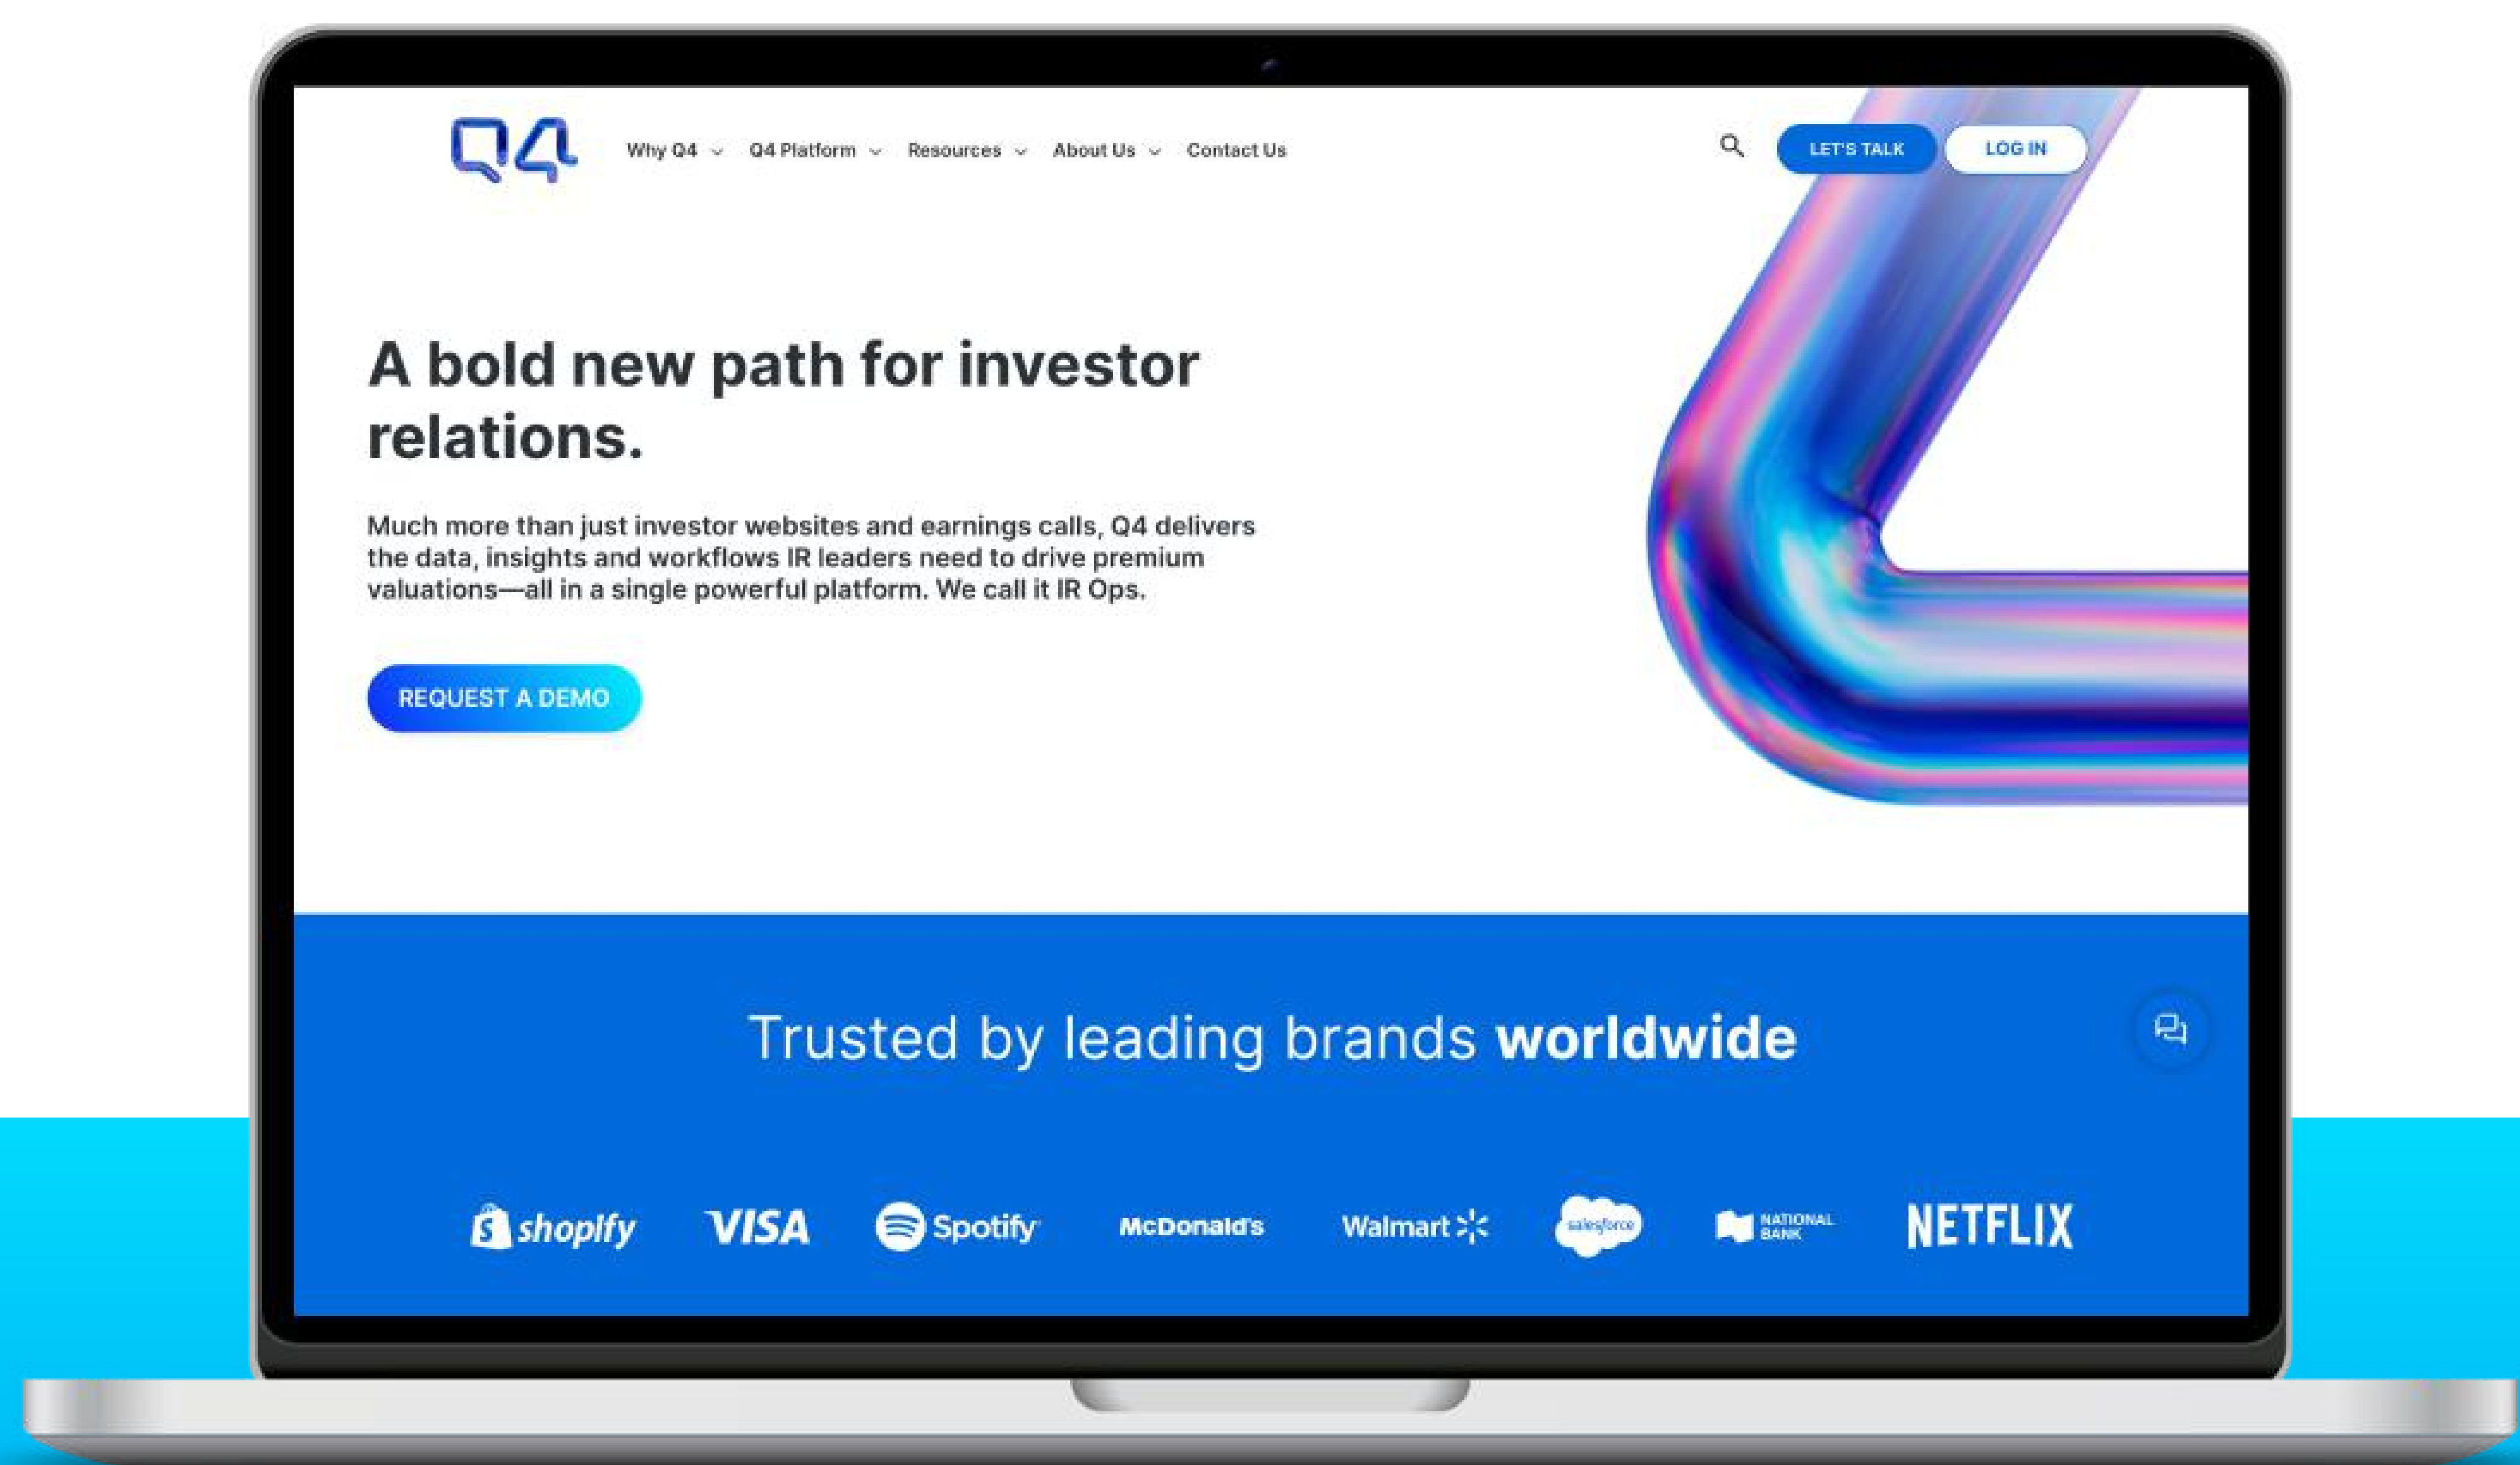 Q4
Why Q4
Q4 Platform
Resources
About Us
Contact Us
LET'S TALK
LOG IN
A bold new path for investor
relations.
Much more than just investor websites and earnings calls, Q4 delivers
the data, insights and workflows IR leaders need to drive premium
valuations—all in a single powerful platform. We call it IR Ops.
REQUEST A DEMO
Trusted by leading brands worldwide
shopify
VISA
Spotify
McDonald's
Walmart
salesforce
NATIONAL
BANK
NETFLIX